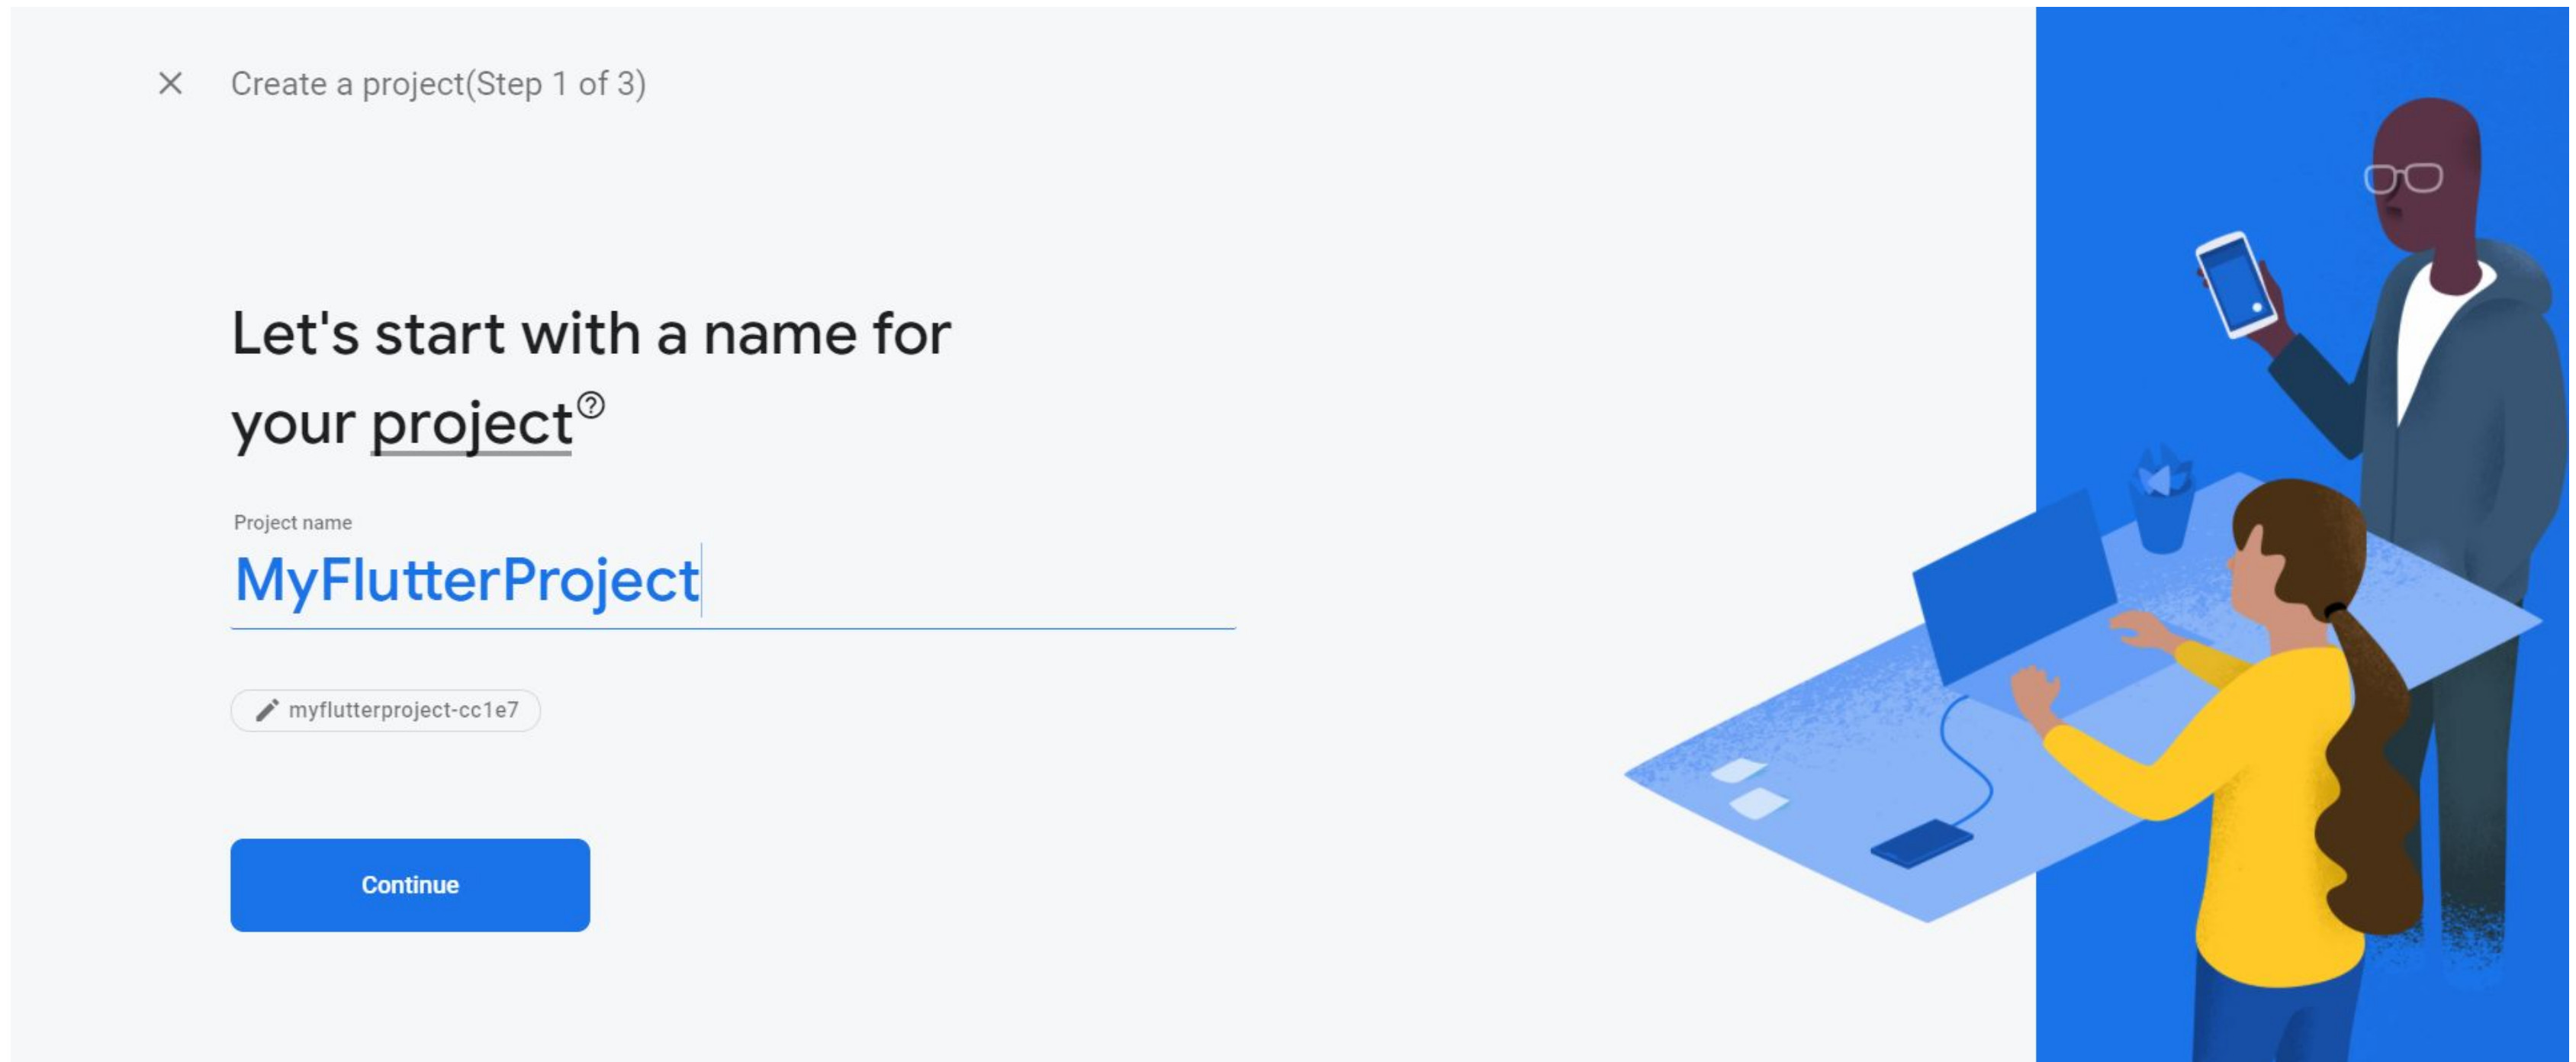 Create a project(Step 1 of 3)
Let's start with a name for
your project
Project name
MyFlutterProject
myflutterproject-cc1e7
Continue